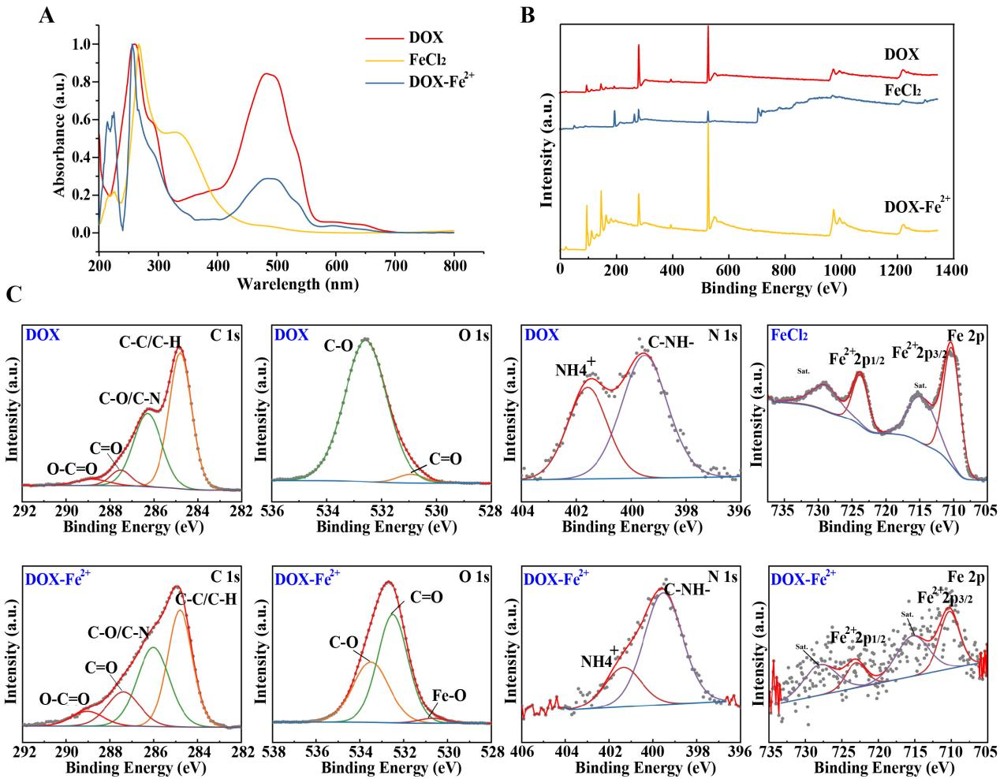 A
Absorbance (a.u.)
1.0
0.8
0.6
0.4
0.2
0.0
200 300 400 500 600 700 800
Warelength (nm)
DOX
FeCl2
DOX-Fe2+
B
Intensity (a.u.)
DOX
FeCl2
DOX-Fe2+
0 200 400 600 800 1000 1200 1400
Binding Energy (eV)
C
DOX
C 1s
C-C/C-H
C-O/C-N
C=O
O-C=O
Intensity (a.u.)
292 290 288 286 284 282
Binding Energy (eV)
DOX
O 1s
C-O
C=O
Intensity (a.u.)
536 534 532 530 528
Binding Energy (eV)
DOX
N 1s
C-NH-
NH4+
Intensity (a.u.)
404 402 400 398 396
Binding Energy (eV)
FeCl2
Fe 2p
Fe2+2p3/2
Fe2+2p1/2
Sat.
Sat.
Intensity (a.u.)
735 730 725 720 715 710 705
Binding Energy (eV)
DOX-Fe2+
C 1s
C-C/C-H
C-O/C-N
C=O
O-C=O
Intensity (a.u.)
292 290 288 286 284 282
Binding Energy (eV)
DOX-Fe2+
O 1s
C=O
C-O
Fe-O
Intensity (a.u.)
538 536 534 532 530 528
Binding Energy (eV)
DOX-Fe2+
N 1s
C-NH-
NH4+
Intensity (a.u.)
406 404 402 400 398 396
Binding Energy (eV)
DOX-Fe2+
Fe 2p
Fe2+2p3/2
Sat.
Fe2+2p1/2
Sat.
Intensity (a.u.)
735 730 725 720 715 710 705
Binding Energy (eV)